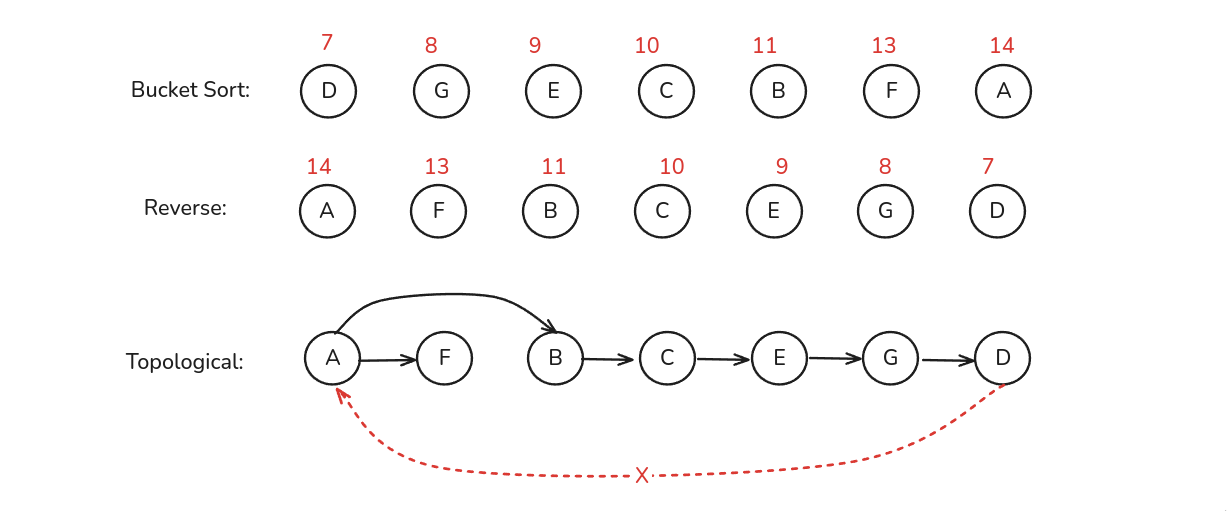 7 8 9 10 11 13 14
Bucket Sort: D G E C B F A
14 13 11 10 9 8 7
Reverse: A F B C E G D
Topological: A F B C E G D
X